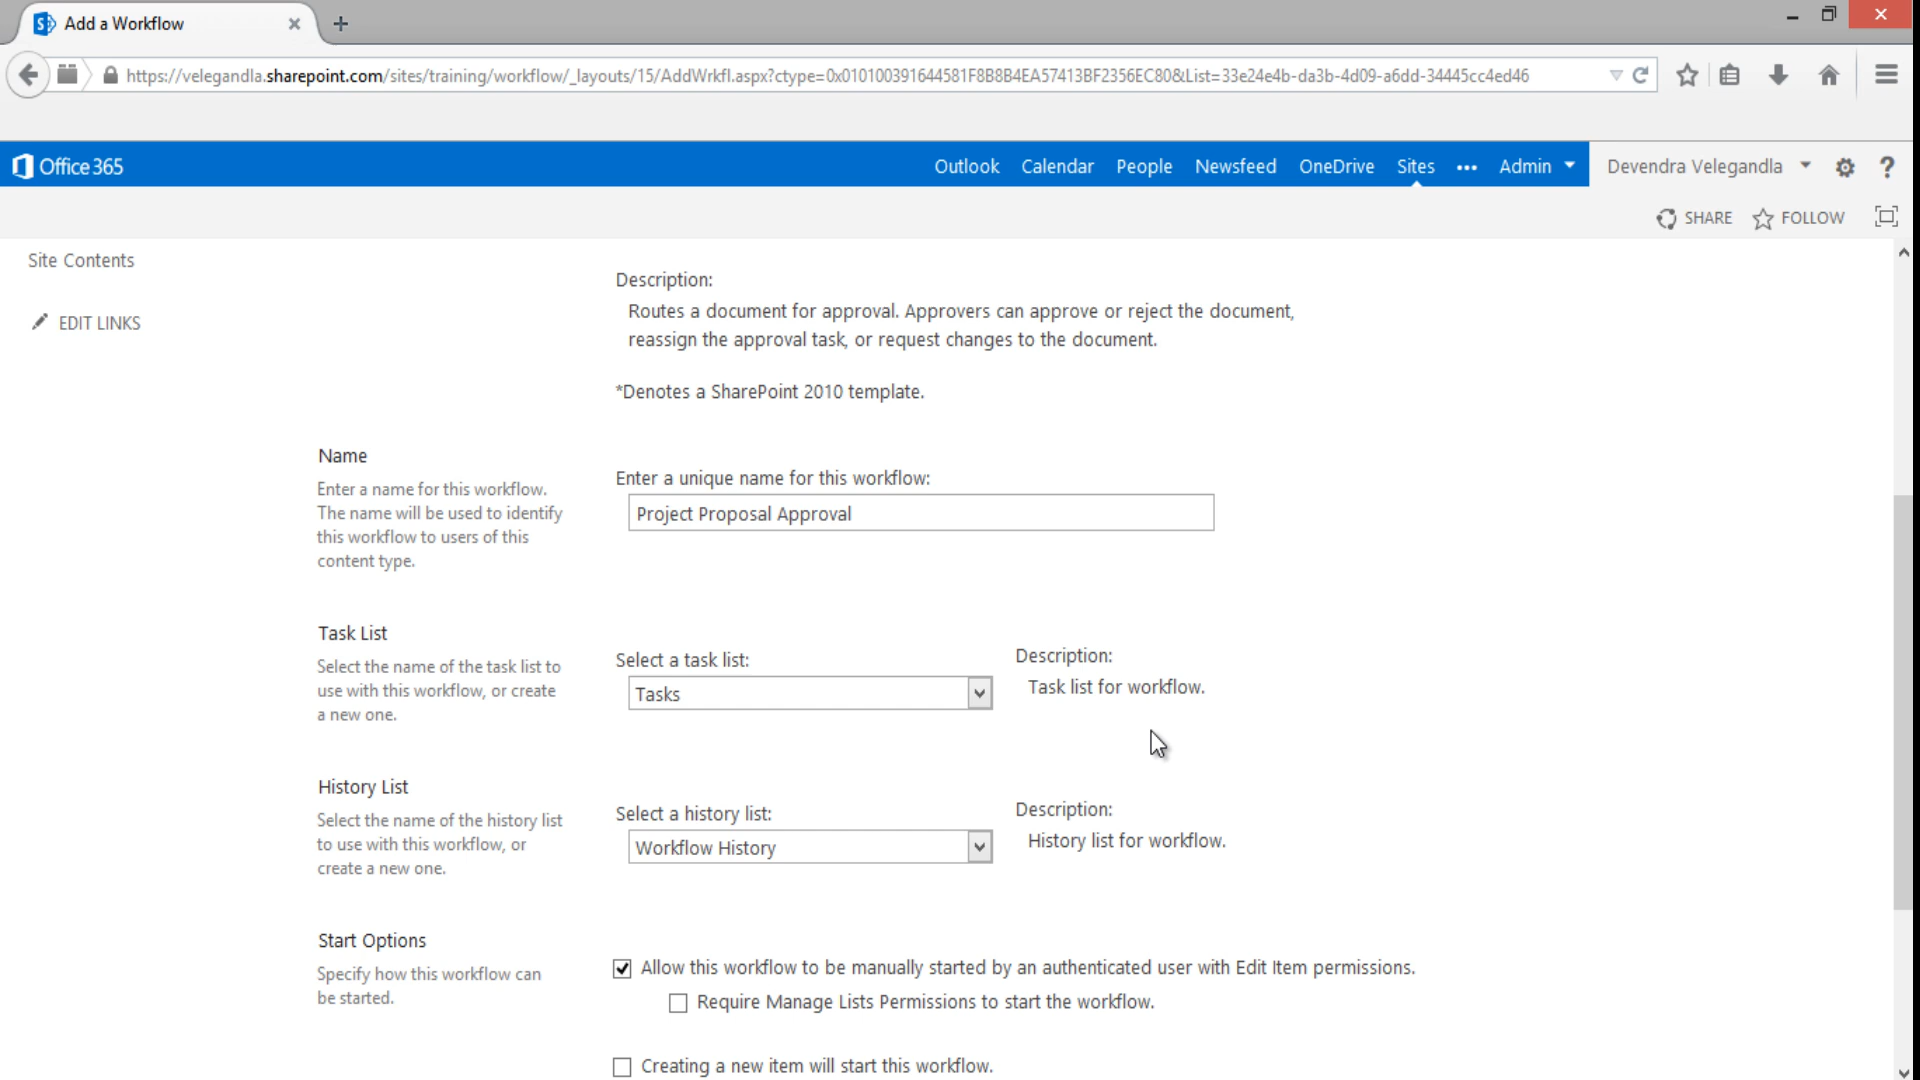 Add a Workflow
https://velegandla.sharepoint.com/sites/training/workflow/_layouts/15/AddWrkfl.aspx?ctype=0x010100391644581F8B8B4EA57413BF2356EC80&List=33e24e4b-da3b-4d09-a6dd-34445cc4ed46
Office 365
Outlook Calendar People Newsfeed OneDrive Sites ••• Admin Devendra Velegandla ?
SHARE FOLLOW
Site Contents
EDIT LINKS
Description:
Routes a document for approval. Approvers can approve or reject the document,
reassign the approval task, or request changes to the document.
*Denotes a SharePoint 2010 template.
Name
Enter a name for this workflow.
The name will be used to identify
this workflow to users of this
content type.
Enter a unique name for this workflow:
Project Proposal Approval
Task List
Select the name of the task list to
use with this workflow, or create
a new one.
Select a task list:
Tasks
Description:
Task list for workflow.
History List
Select the name of the history list
to use with this workflow, or
create a new one.
Select a history list:
Workflow History
Description:
History list for workflow.
Start Options
Specify how this workflow can
be started.
Allow this workflow to be manually started by an authenticated user with Edit Item permissions.
Require Manage Lists Permissions to start the workflow.
Creating a new item will start this workflow.